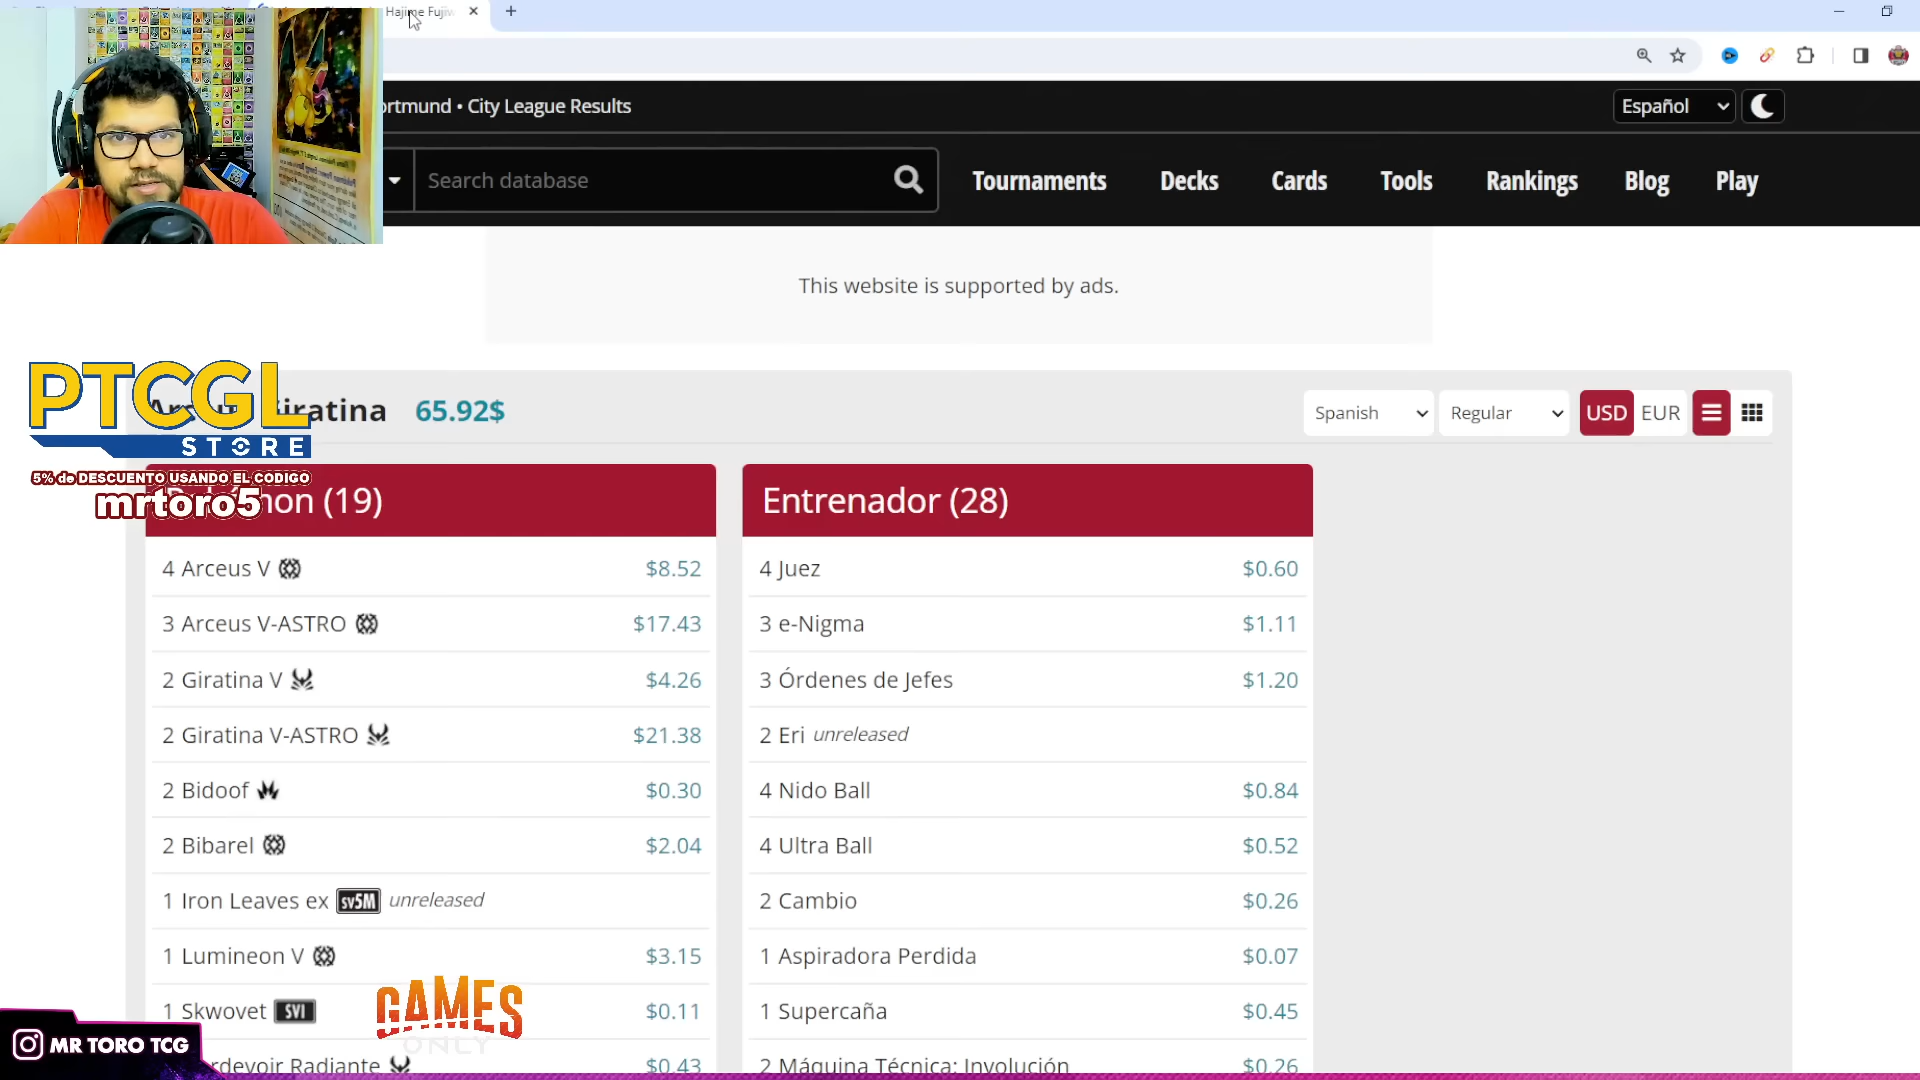 Hajime Fujiw
ortmund • City League Results
Español
Search database
Tournaments
Decks
Cards
Tools
Rankings
Blog
Play
This website is supported by ads.
PTCGL
STORE
5% de DESCUENTO USANDO EL CODIGO
mrtoro5
iratina 65.92$
Spanish
Regular
USD
EUR
mon (19)
4 Arceus V $8.52
3 Arceus V-ASTRO $17.43
2 Giratina V $4.26
2 Giratina V-ASTRO $21.38
2 Bidoof $0.30
2 Bibarel $2.04
1 Iron Leaves ex sv5M unreleased
1 Lumineon V $3.15
1 Skwovet SVI $0.11
rdevoir Radiante $0.43
Entrenador (28)
4 Juez $0.60
3 e-Nigma $1.11
3 Órdenes de Jefes $1.20
2 Eri unreleased
4 Nido Ball $0.84
4 Ultra Ball $0.52
2 Cambio $0.26
1 Aspiradora Perdida $0.07
1 Supercaña $0.45
2 Máquina Técnica: Involución $0.26
GAMES
ONLY
MR TORO TCG